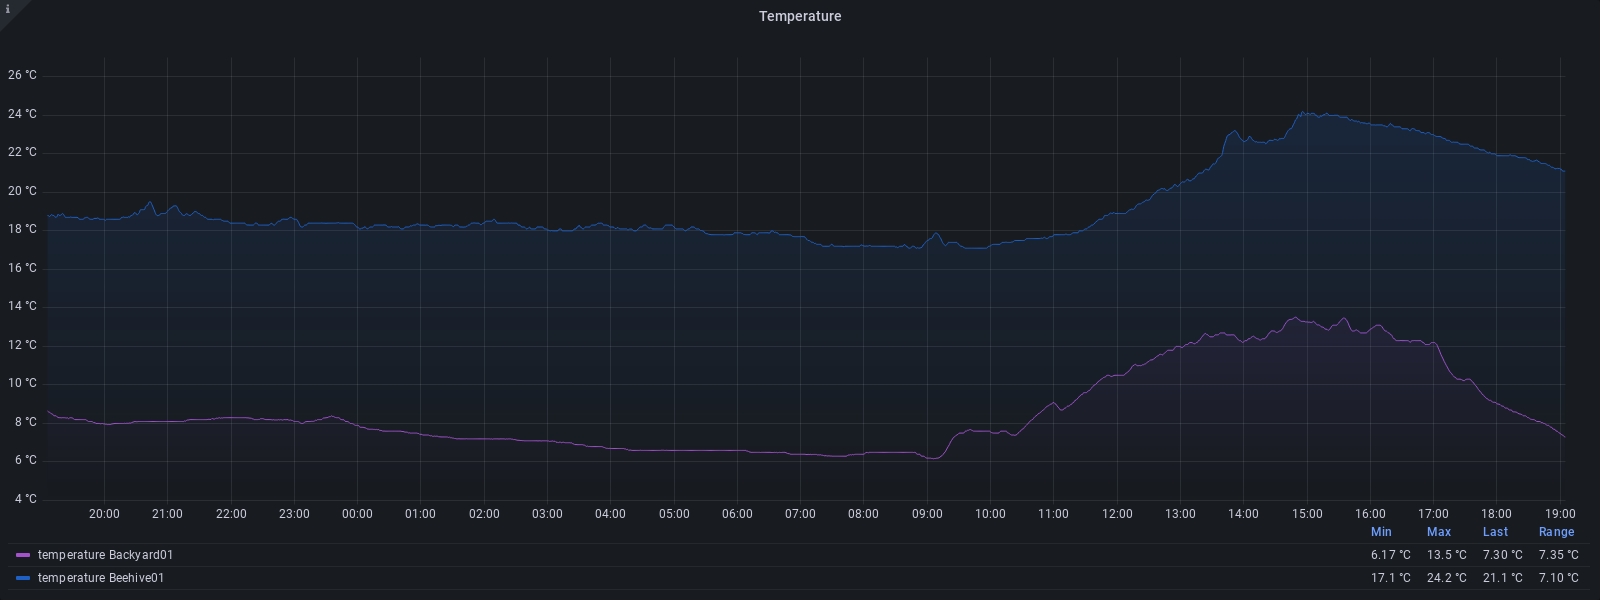 i
Temperature
26 °C
24 °C
22 °C
20 °C
18 °C
16 °C
14 °C
12 °C
10 °C
8 °C
6 °C
4 °C
20:00 21:00 22:00 23:00 00:00 01:00 02:00 03:00 04:00 05:00 06:00 07:00 08:00 09:00 10:00 11:00 12:00 13:00 14:00 15:00 16:00 17:00 18:00 19:00
Min Max Last Range
temperature Backyard01 6.17 °C 13.5 °C 7.30 °C 7.35 °C
temperature Beehive01 17.1 °C 24.2 °C 21.1 °C 7.10 °C